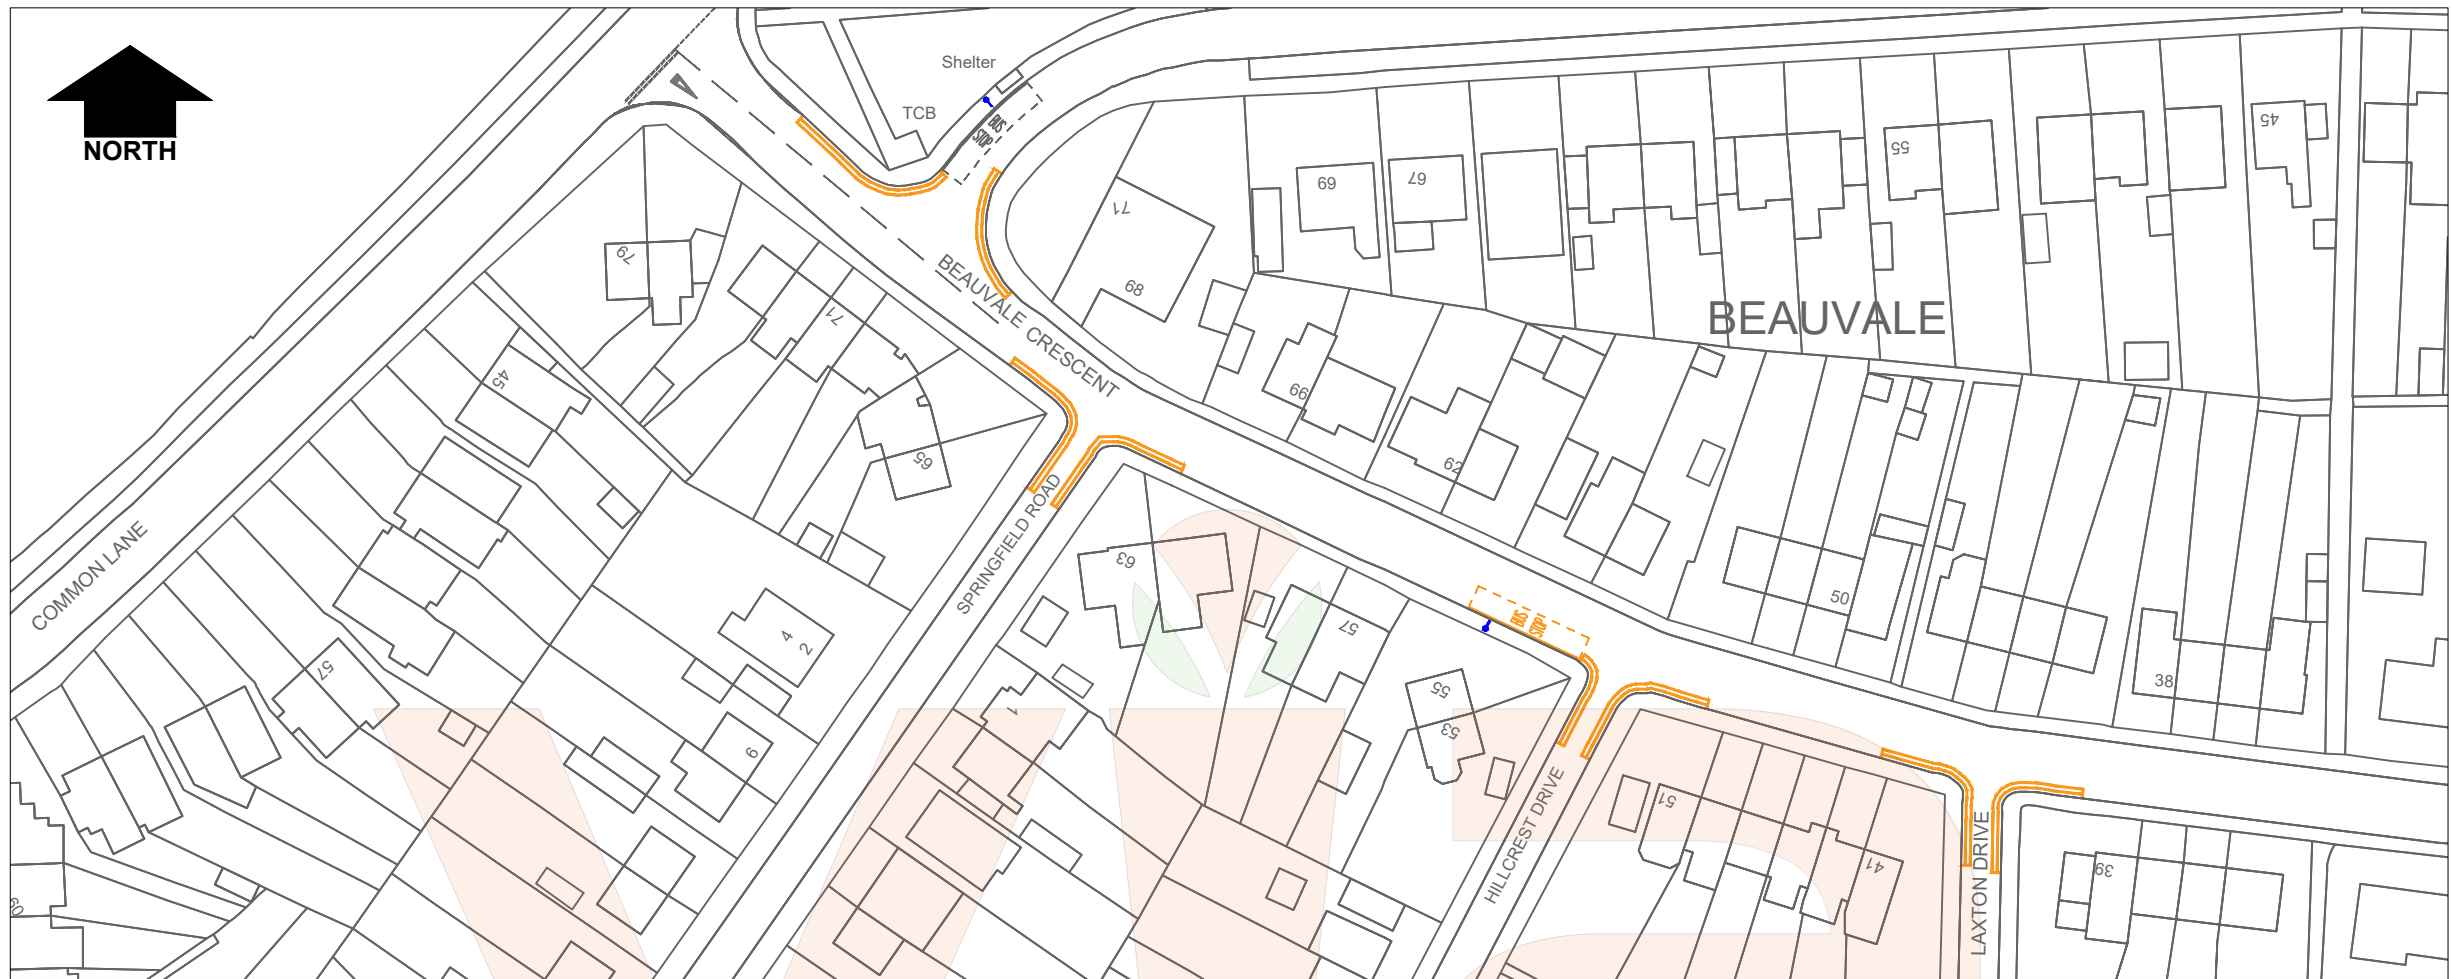 Shelter
TCB
BUS
STOP
NORTH
45
55
69
67
71
68
79
BEAUVALE CRESCENT
BEAUVALE
71
45
66
62
65
COMMON LANE
SPRINGFIELD ROAD
63
50
BUS
STOP
57
4
2
38
57
55
53
1
6
HILLCREST DRIVE
51
41
LAXTON DRIVE
39
60